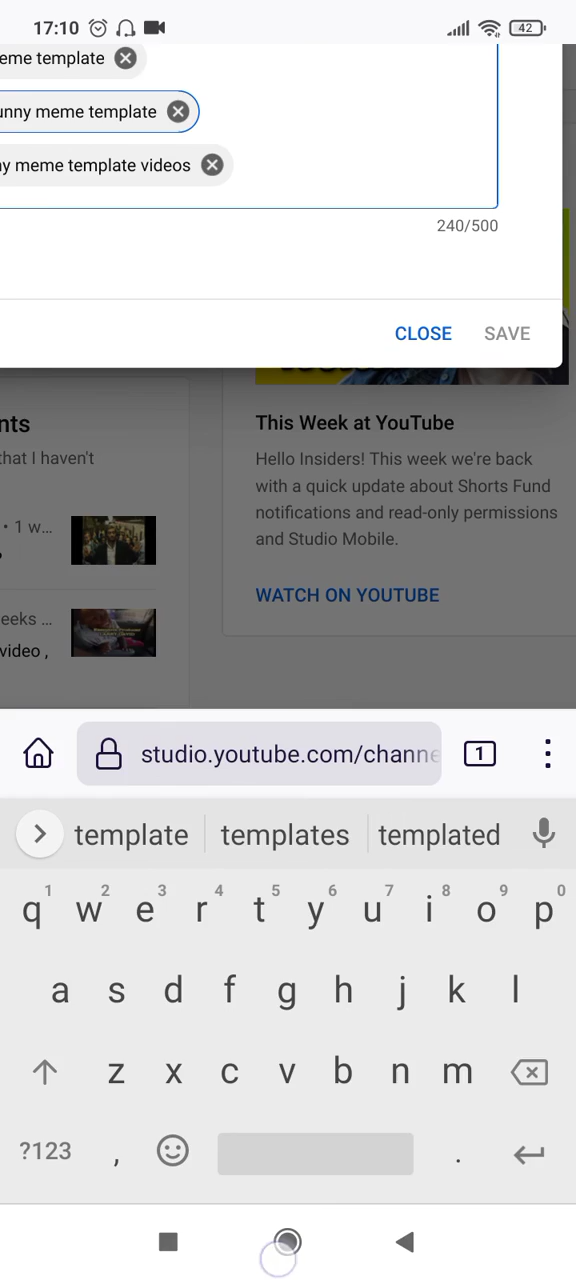 17:10
42
eme template
unny meme template
y meme template videos
240/500
CLOSE SAVE
nts
that I haven't
• 1 w...
eeks ...
video ,
This Week at YouTube
Hello Insiders! This week we're back
with a quick update about Shorts Fund
notifications and read-only permissions
and Studio Mobile.
WATCH ON YOUTUBE
studio.youtube.com/channe
1
template templates templated
1 2 3 4 5 6 7 8 9 0
q w e r t y u i o p
a s d f g h j k l
z x c v b n m
?123 , .